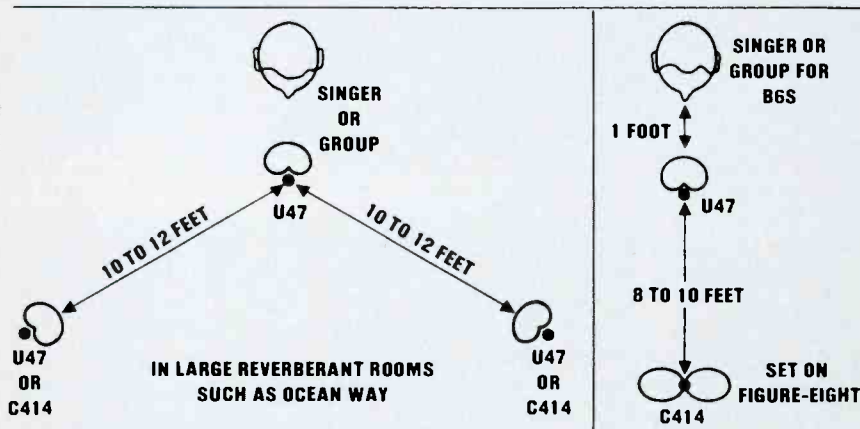 SINGER
OR
GROUP
U47
10 TO 12 FEET
10 TO 12 FEET
U47
OR
C414
IN LARGE REVERBERANT ROOMS
SUCH AS OCEAN WAY
U47
OR
C414
SINGER OR
GROUP FOR
B6S
1 FOOT
U47
8 TO 10 FEET
C414
SET ON
FIGURE-EIGHT